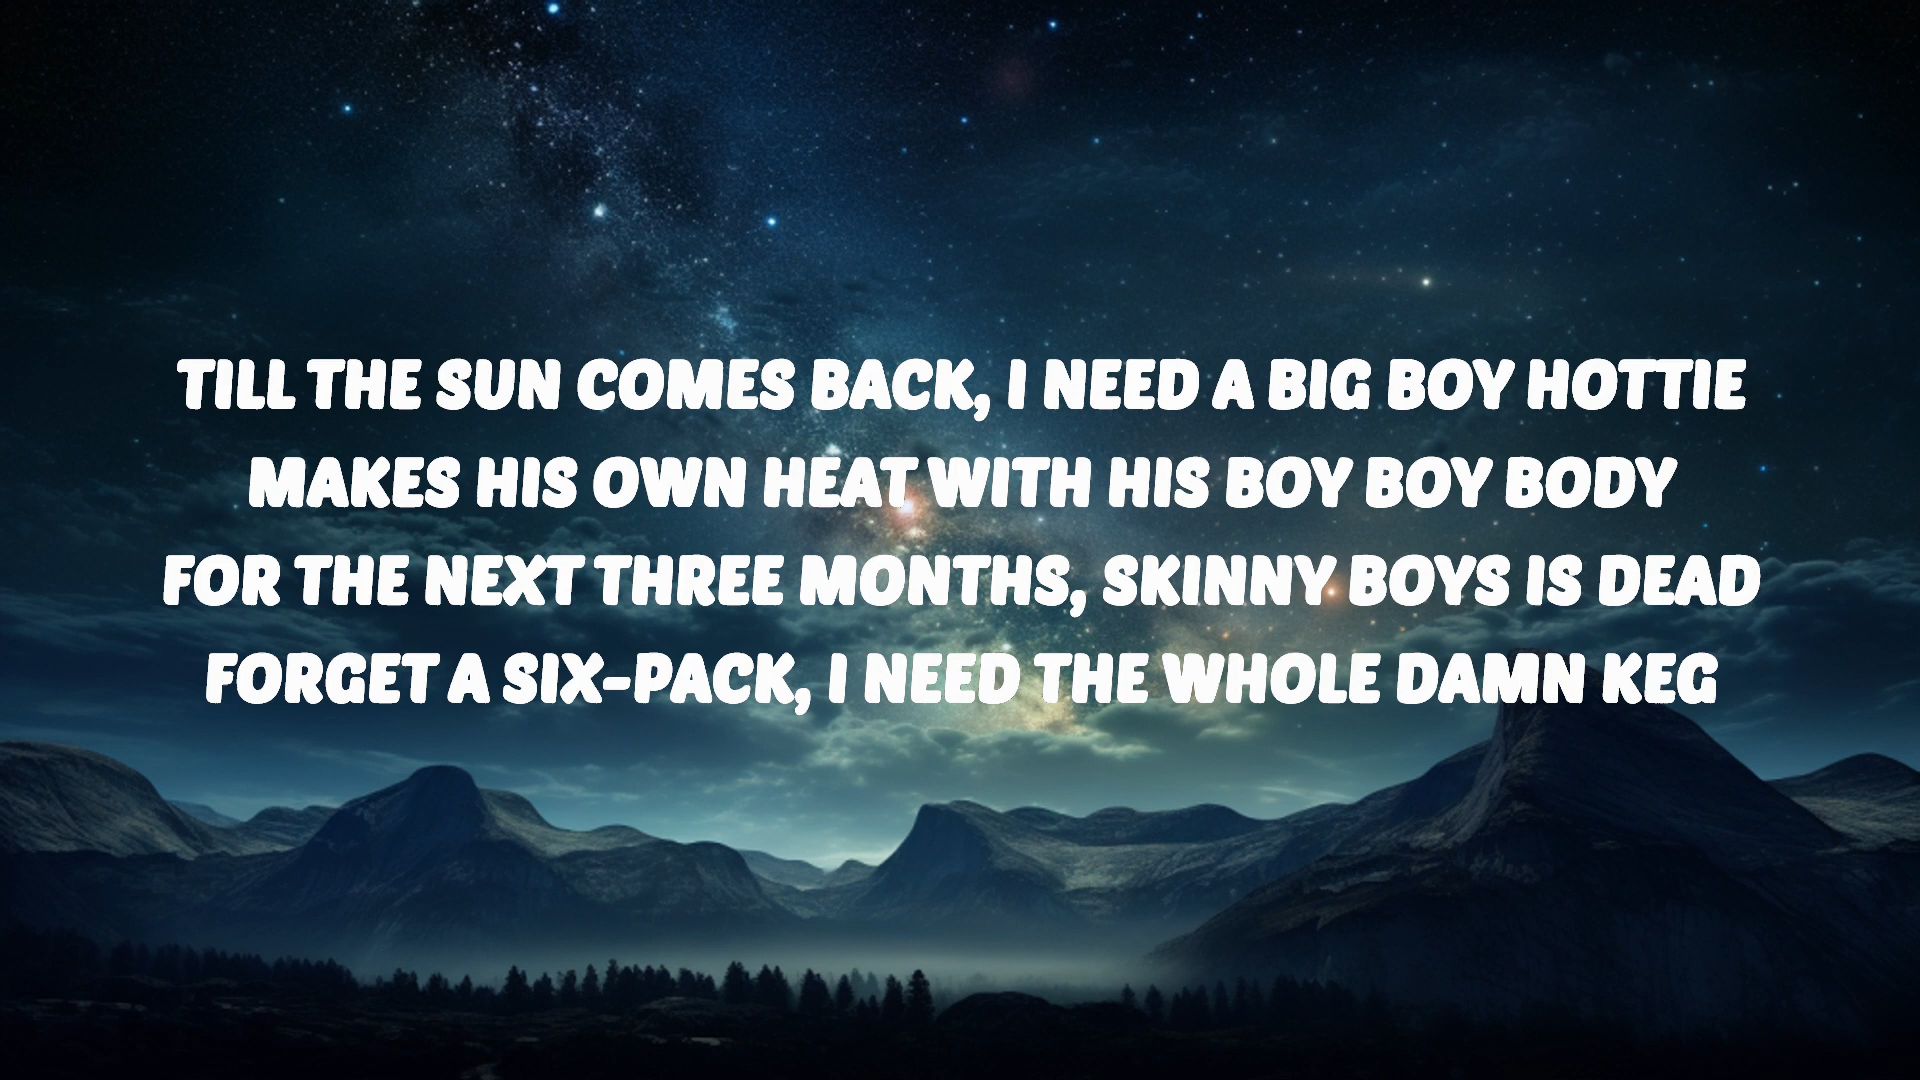 TILL THE SUN COMES BACK, I NEED A BIG BOY HOTTIE
MAKES HIS OWN HEAT WITH HIS BOY BOY BODY
FOR THE NEXT THREE MONTHS, SKINNY BOYS IS DEAD
FORGET A SIX-PACK, I NEED THE WHOLE DAMN KEG